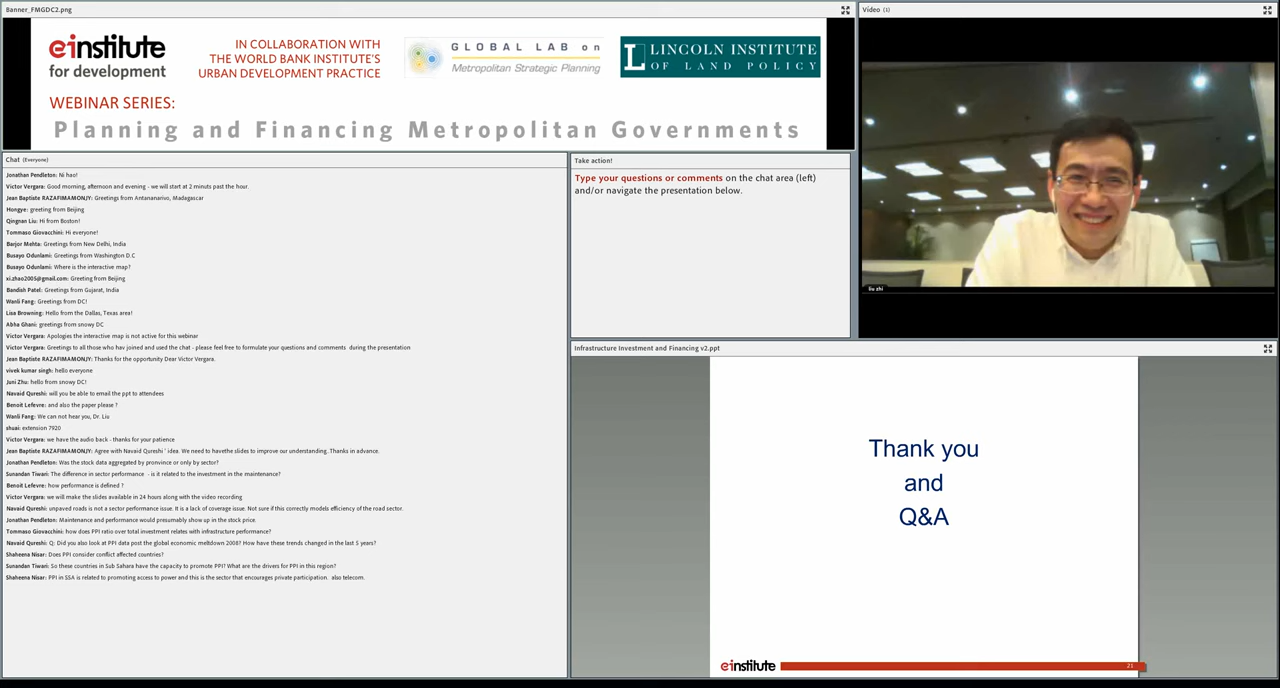 Banner_FMGDC2.png
einstitute
for development
IN COLLABORATION WITH
THE WORLD BANK INSTITUTE'S
URBAN DEVELOPMENT PRACTICE
GLOBAL LAB on
Metropolitan Strategic Planning
LINCOLN INSTITUTE
OF LAND POLICY
WEBINAR SERIES:
Planning and Financing Metropolitan Governments
Chat (Everyone)
Jonathan Pendleton: Ni hao!
Victor Vergara: Good morning, afternoon and evening - we will start at 2 minutes past the hour.
Jean Baptiste RAZAFIMAMONJY: Greetings from Antananarivo, Madagascar
Hongye: greeting from Beijing
Qingnan Liu: Hi from Boston!
Tommaso Giovacchini: Hi everyone!
Barjor Mehta: Greetings from New Delhi, India
Busayo Odunlami: Greetings from Washington D.C
Busayo Odunlami: Where is the interactive map?
xi.zhao2005@gmail.com: Greeting from Beijing
Bandish Patel: Greetings from Gujarat, India
Wanli Fang: Greetings from DC!
Lisa Browning: Hello from the Dallas, Texas area!
Abha Ghani: greetings from snowy DC
Victor Vergara: Apologies the interactive map is not active for this webinar
Victor Vergara: Greetings to all those who hav joined and used the chat - please feel free to formulate your questions and comments during the presentation
Jean Baptiste RAZAFIMAMONJY: Thanks for the opportunity Dear Victor Vergara.
vivek kumar singh: hello everyone
Juni Zhu: hello from snowy DC!
Navaid Qureshi: will you be able to email the ppt to attendees
Benoit Lefevre: and also the paper please ?
Wanli Fang: We can not hear you, Dr. Liu
shuai: extension 7920
Victor Vergara: we have the audio back - thanks for your patience
Jean Baptiste RAZAFIMAMONJY: Agree with Navaid Qureshi ' idea. We need to havethe slides to improve our understanding. Thanks in advance.
Jonathan Pendleton: Was the stock data aggregated by pronvince or only by sector?
Sunandan Tiwari: The difference in sector performance - is it related to the investment in the maintenance?
Benoit Lefevre: how performance is defined ?
Victor Vergara: we will make the slides available in 24 hours along with the video recording
Navaid Qureshi: unpaved roads is not a sector performance issue. It is a lack of coverage issue. Not sure if this correctly models efficiency of the road sector.
Jonathan Pendleton: Maintenance and performance would presumably show up in the stock price.
Tommaso Giovacchini: how does PPI ratio over total investment relates with infrastructure performance?
Navaid Qureshi: Q: Did you also look at PPI data post the global economic meltdown 2008? How have these trends changed in the last 5 years?
Shaheena Nisar: Does PPI consider conflict affected countries?
Sunandan Tiwari: So these countries in Sub Sahara have the capacity to promote PPI? What are the drivers for PPI in this region?
Shaheena Nisar: PPI in SSA is related to promoting access to power and this is the sector that encourages private participation. also telecom.
Take action!
Type your questions or comments on the chat area (left)
and/or navigate the presentation below.
Video (1)
liu zhi
Infrastructure Investment and Financing v2.ppt
Thank you
and
Q&A
einstitute
21